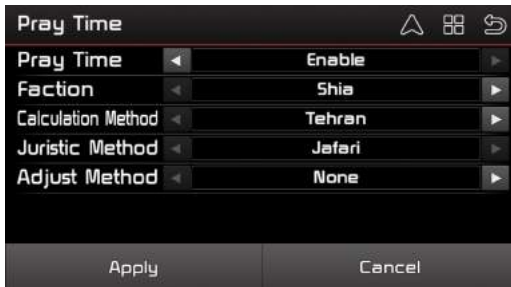 Pray Time
Pray Time Enable
Faction Shia
Calculation Method Tehran
Juristic Method Jafari
Adjust Method None
Apply Cancel